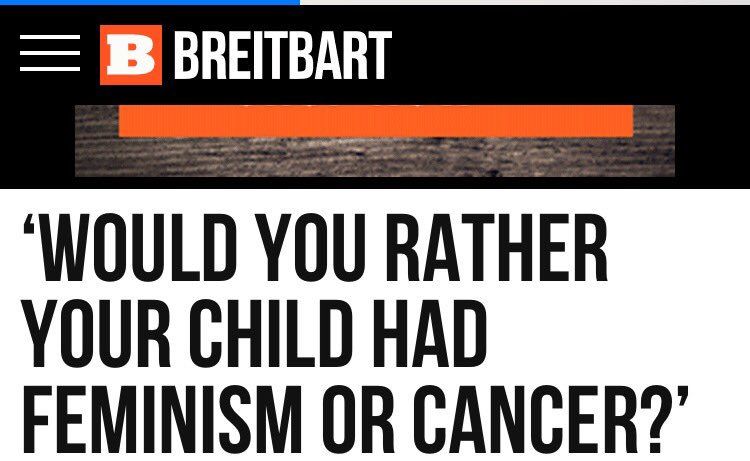 B BREITBART
‘WOULD YOU RATHER
YOUR CHILD HAD
FEMINISM OR CANCER?’